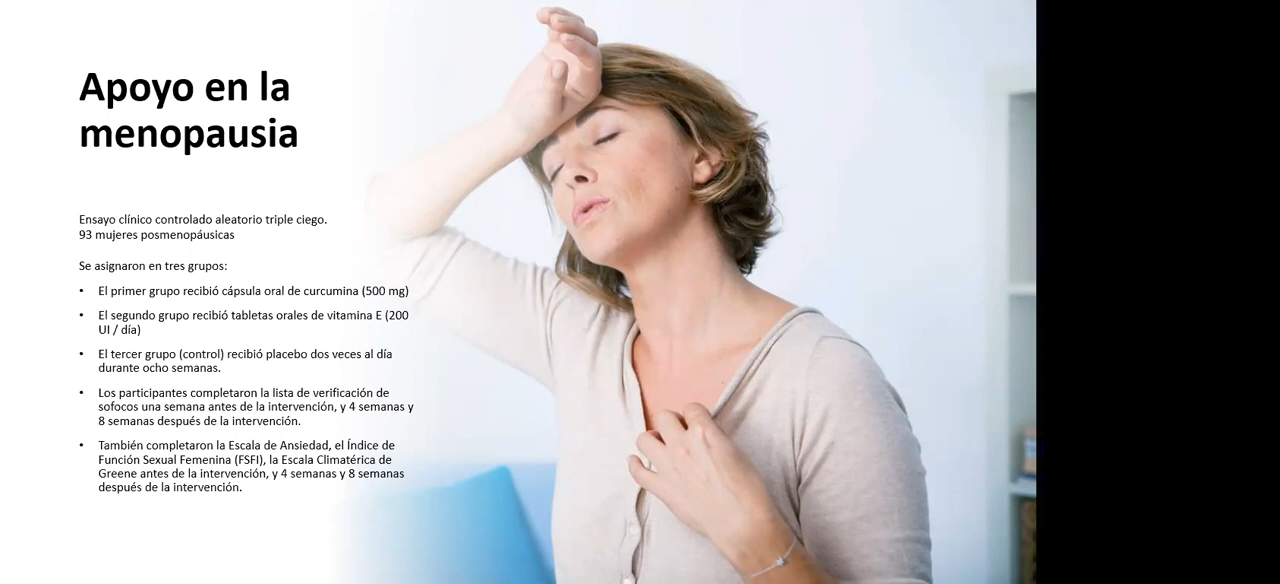 Apoyo en la
menopausia
Ensayo clínico controlado aleatorio triple ciego.
93 mujeres posmenopáusicas
Se asignaron en tres grupos:
• El primer grupo recibió cápsula oral de curcumina (500 mg)
• El segundo grupo recibió tabletas orales de vitamina E (200
UI / día)
• El tercer grupo (control) recibió placebo dos veces al día
durante ocho semanas.
• Los participantes completaron la lista de verificación de
sofocos una semana antes de la intervención, y 4 semanas y
8 semanas después de la intervención.
• También completaron la Escala de Ansiedad, el Índice de
Función Sexual Femenina (FSFI), la Escala Climatérica de
Greene antes de la intervención, y 4 semanas y 8 semanas
después de la intervención.